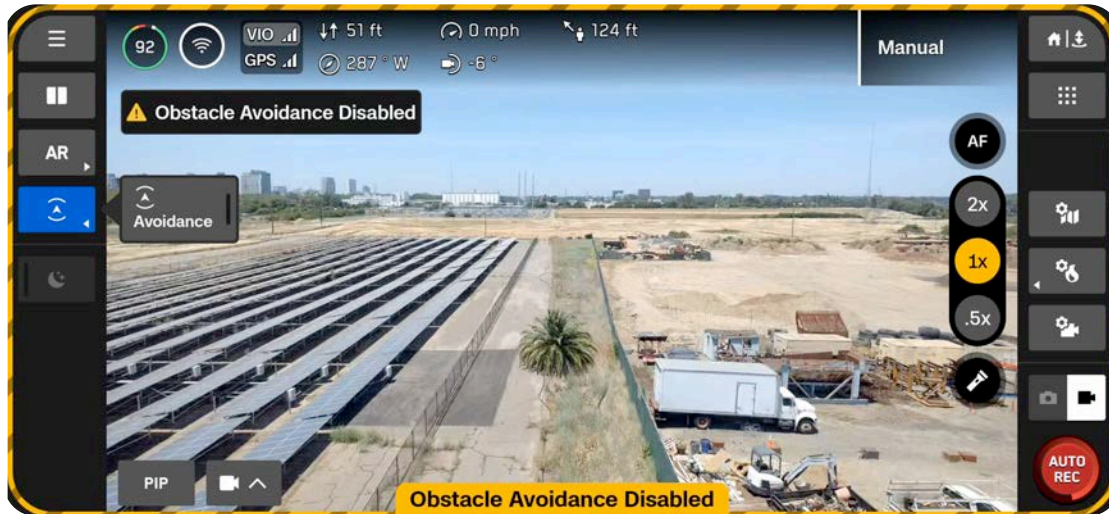 92
VIO
GPS
51 ft
287 ° W
0 mph
-6 °
124 ft
Manual
Obstacle Avoidance Disabled
AR
Avoidance
AF
2x
1x
.5x
PIP
AUTO
REC
Obstacle Avoidance Disabled